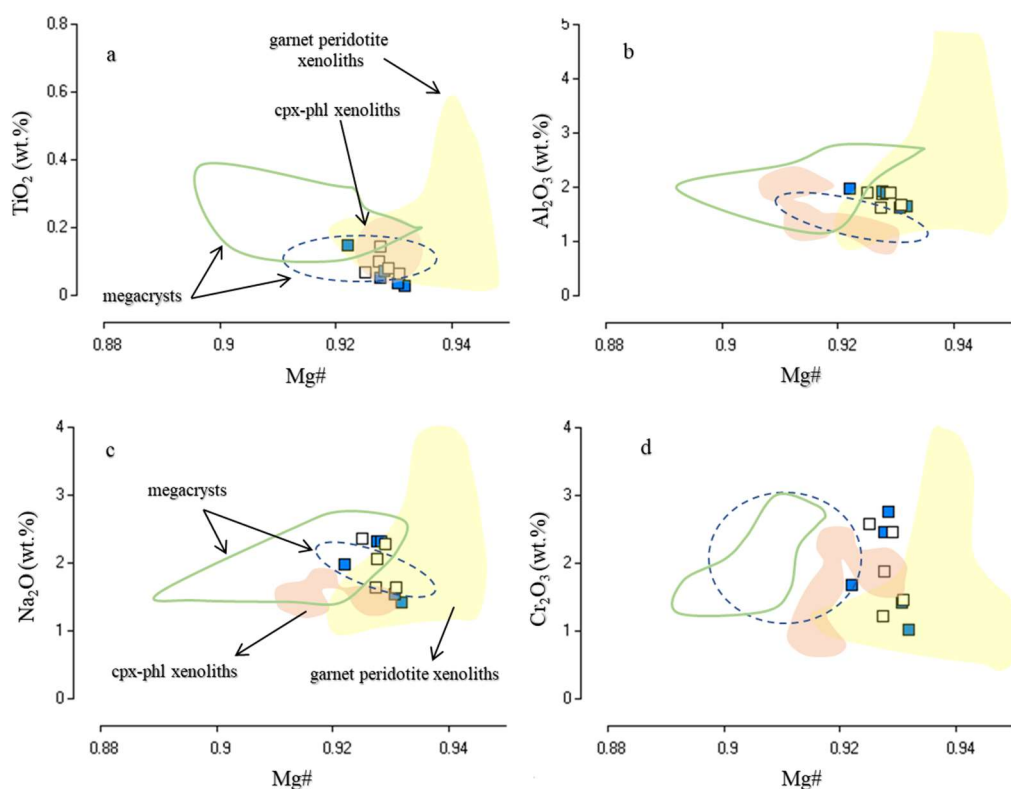 a
TiO₂ (wt.%)
0.8
0.6
0.4
0.2
0
garnet peridotite
xenoliths
cpx-phl xenoliths
megacrysts
0.88
0.9
0.92
0.94
Mg#
b
Al₂O₃ (wt.%)
5
4
3
2
1
0
0.88
0.9
0.92
0.94
Mg#
c
Na₂O (wt.%)
4
3
2
1
0
megacrysts
cpx-phl xenoliths
garnet peridotite xenoliths
0.88
0.9
0.92
0.94
Mg#
d
Cr₂O₃ (wt.%)
4
3
2
1
0
0.88
0.9
0.92
0.94
Mg#